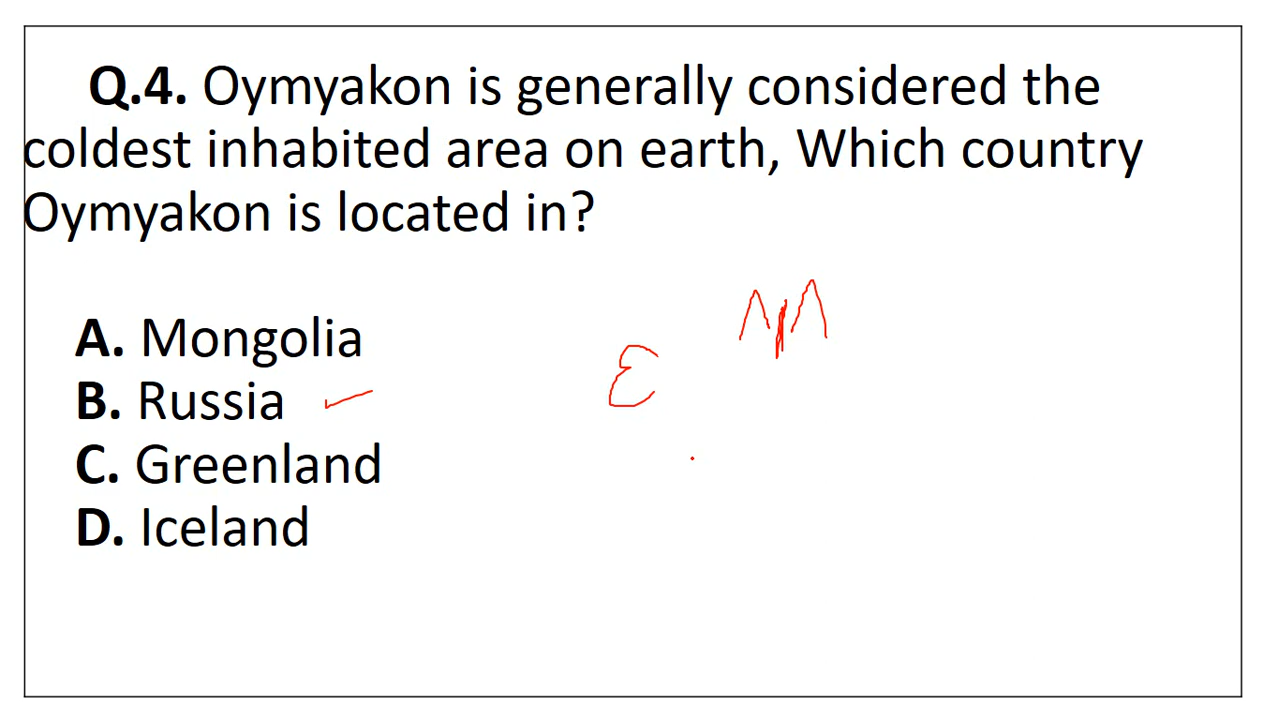 Q.4. Oymyakon is generally considered the
coldest inhabited area on earth, Which country
Oymyakon is located in?
A. Mongolia
B. Russia
C. Greenland
D. Iceland